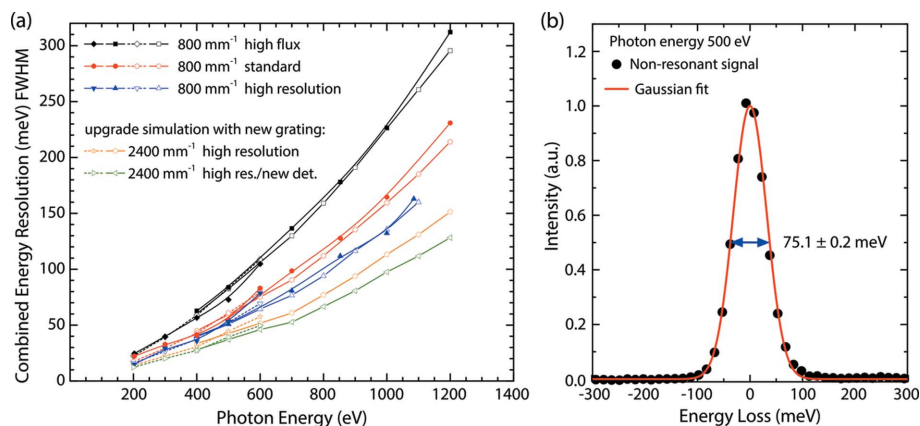 (a)
Combined Energy Resolution (meV) FWHM
300
250
200
150
100
50
0
800 mm⁻¹ high flux
800 mm⁻¹ standard
800 mm⁻¹ high resolution
upgrade simulation with new grating:
2400 mm⁻¹ high resolution
2400 mm⁻¹ high res./new det.
0 200 400 600 800 1000 1200 1400
Photon Energy (eV)
(b)
Intensity (a.u.)
1.2
1.0
0.8
0.6
0.4
0.2
0.0
Photon energy 500 eV
Non-resonant signal
Gaussian fit
75.1 ± 0.2 meV
-300 -200 -100 0 100 200 300
Energy Loss (meV)